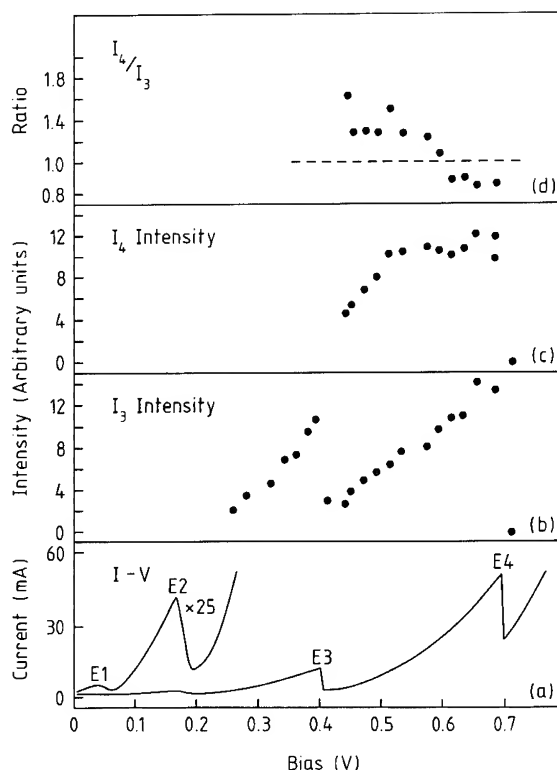 I4/I3
Ratio
1.8
1.4
1.0
0.8
(d)
I4 Intensity
12
8
4
0
(c)
Intensity (Arbitrary units)
I3 Intensity
12
8
4
0
(b)
60
30
0
Current (mA)
I-V
E1
E2
×25
E3
E4
(a)
0 0.1 0.2 0.3 0.4 0.5 0.6 0.7
Bias (V)